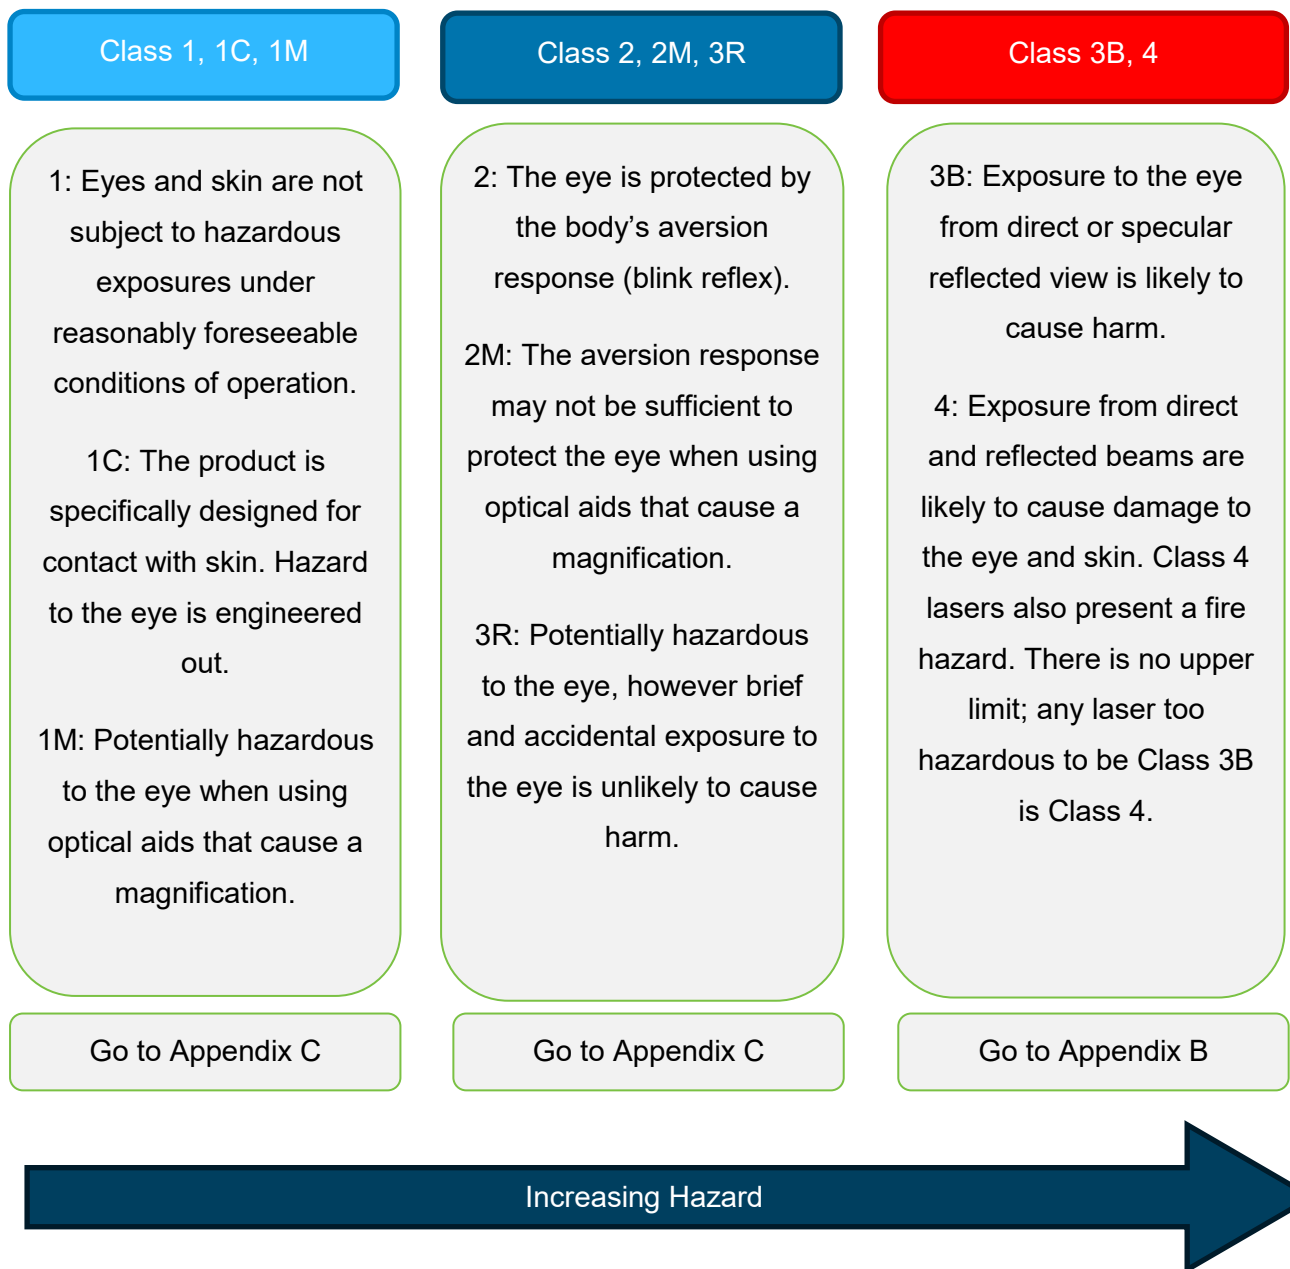 Class 1, 1C, 1M
1: Eyes and skin are not
subject to hazardous
exposures under
reasonably foreseeable
conditions of operation.
1C: The product is
specifically designed for
contact with skin. Hazard
to the eye is engineered
out.
1M: Potentially hazardous
to the eye when using
optical aids that cause a
magnification.
Go to Appendix C
Class 2, 2M, 3R
2: The eye is protected by
the body’s aversion
response (blink reflex).
2M: The aversion response
may not be sufficient to
protect the eye when using
optical aids that cause a
magnification.
3R: Potentially hazardous
to the eye, however brief
and accidental exposure to
the eye is unlikely to cause
harm.
Go to Appendix C
Class 3B, 4
3B: Exposure to the eye
from direct or specular
reflected view is likely to
cause harm.
4: Exposure from direct
and reflected beams are
likely to cause damage to
the eye and skin. Class 4
lasers also present a fire
hazard. There is no upper
limit; any laser too
hazardous to be Class 3B
is Class 4.
Go to Appendix B
Increasing Hazard